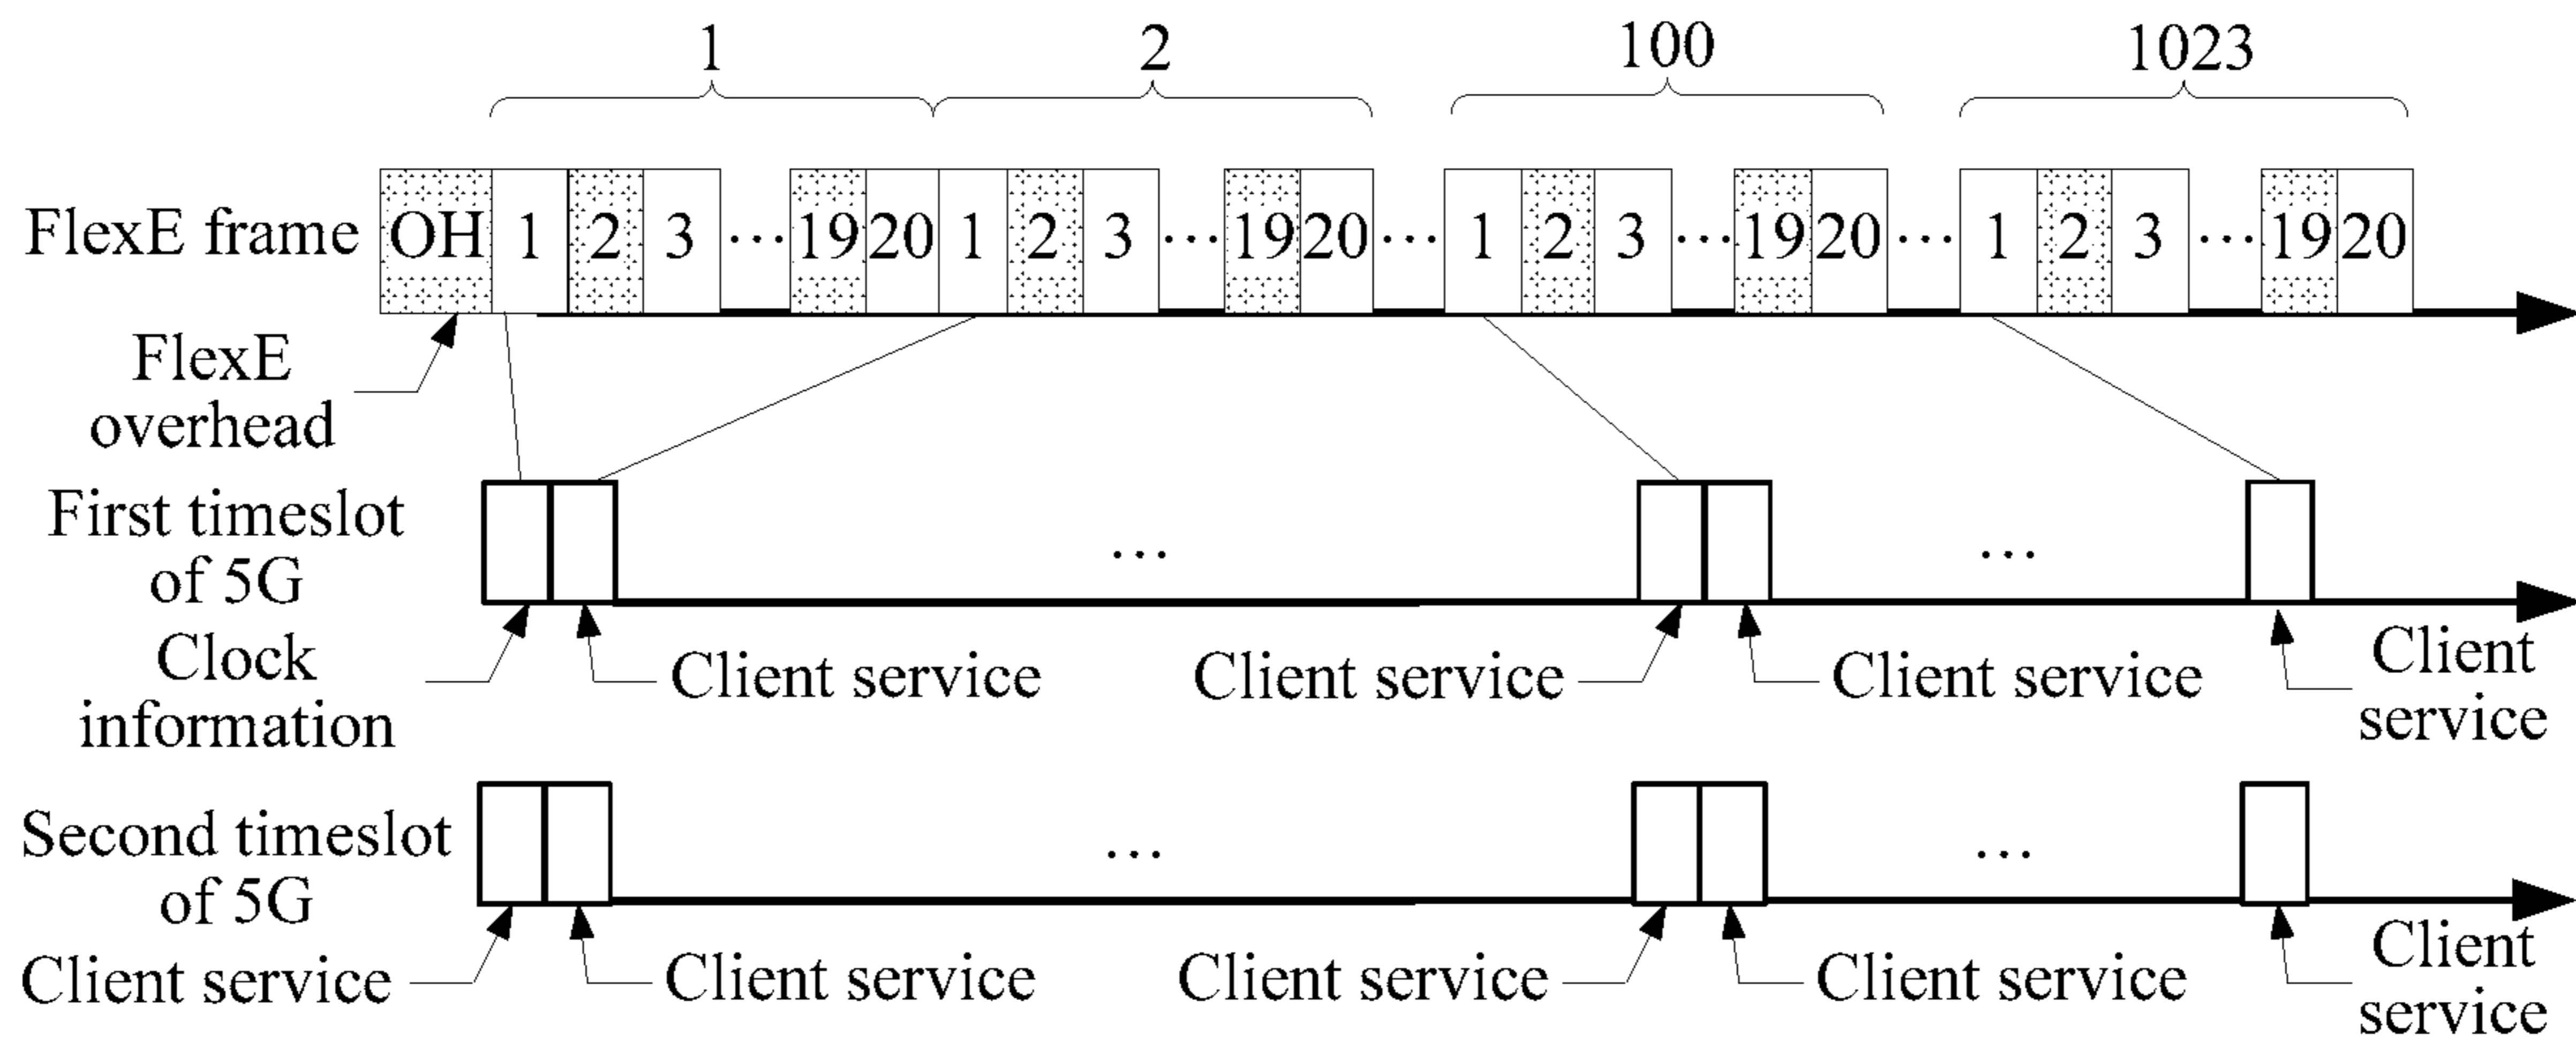 1 2 100 1023
FlexE frame OH 1 2 3 ... 19 20 1 2 3 ... 19 20 ... 1 2 3 ... 19 20 ... 1 2 3 ... 19 20
FlexE
overhead
First timeslot
of 5G
...
...
Clock
information
Client service
Client service
Client service
Client
service
Second timeslot
of 5G
...
...
Client service
Client service
Client service
Client service
Client
service